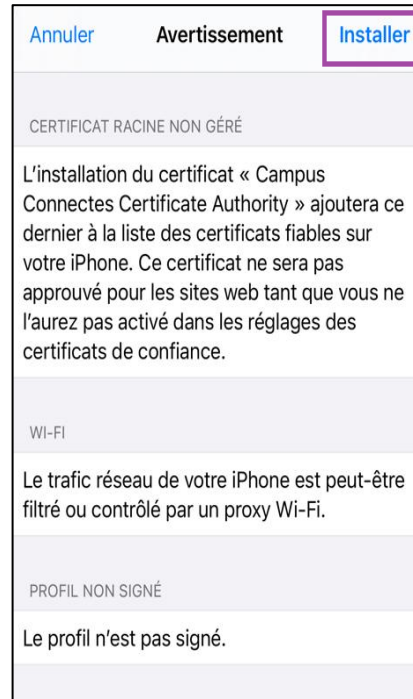 Annuler Avertissement Installer
CERTIFICAT RACINE NON GÉRÉ
L'installation du certificat « Campus
Connectes Certificate Authority » ajoutera ce
dernier à la liste des certificats fiables sur
votre iPhone. Ce certificat ne sera pas
approuvé pour les sites web tant que vous ne
l'aurez pas activé dans les réglages des
certificats de confiance.
WI-FI
Le trafic réseau de votre iPhone est peut-être
filtré ou contrôlé par un proxy Wi-Fi.
PROFIL NON SIGNÉ
Le profil n'est pas signé.